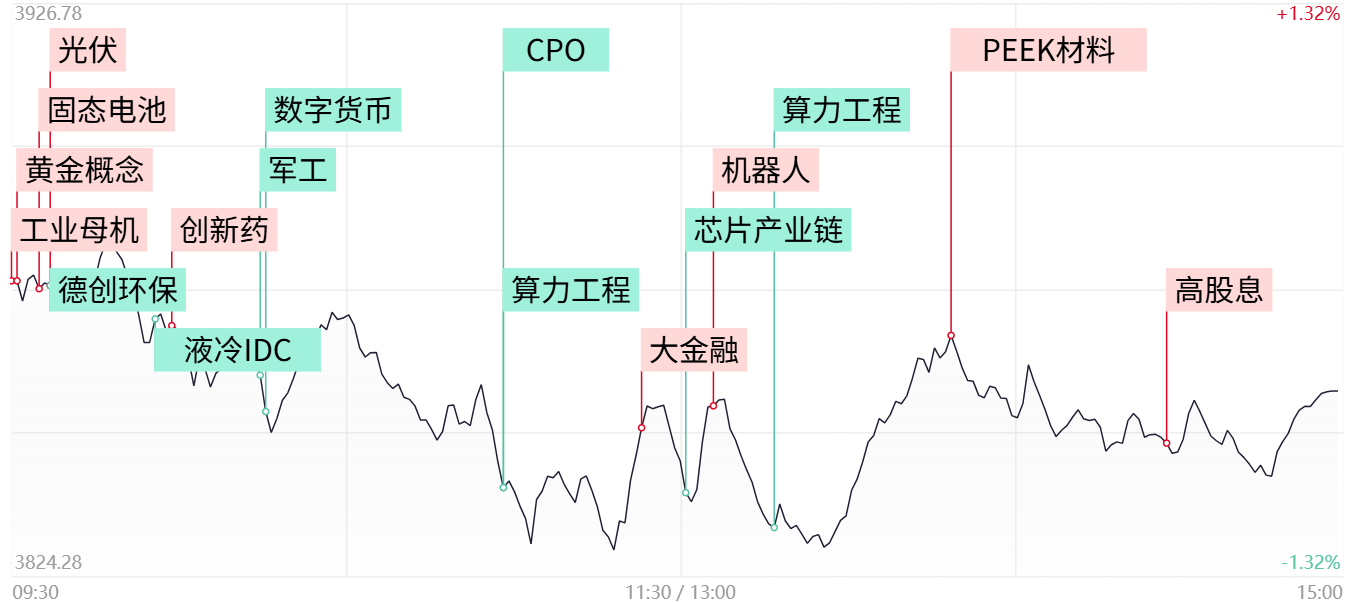 3926.78
+1.32%
光伏
CPO
PEEK材料
固态电池
数字货币
算力工程
黄金概念
军工
机器人
工业母机
创新药
芯片产业链
德创环保
算力工程
高股息
液冷IDC
大金融
3824.28
-1.32%
09:30
11:30 / 13:00
15:00